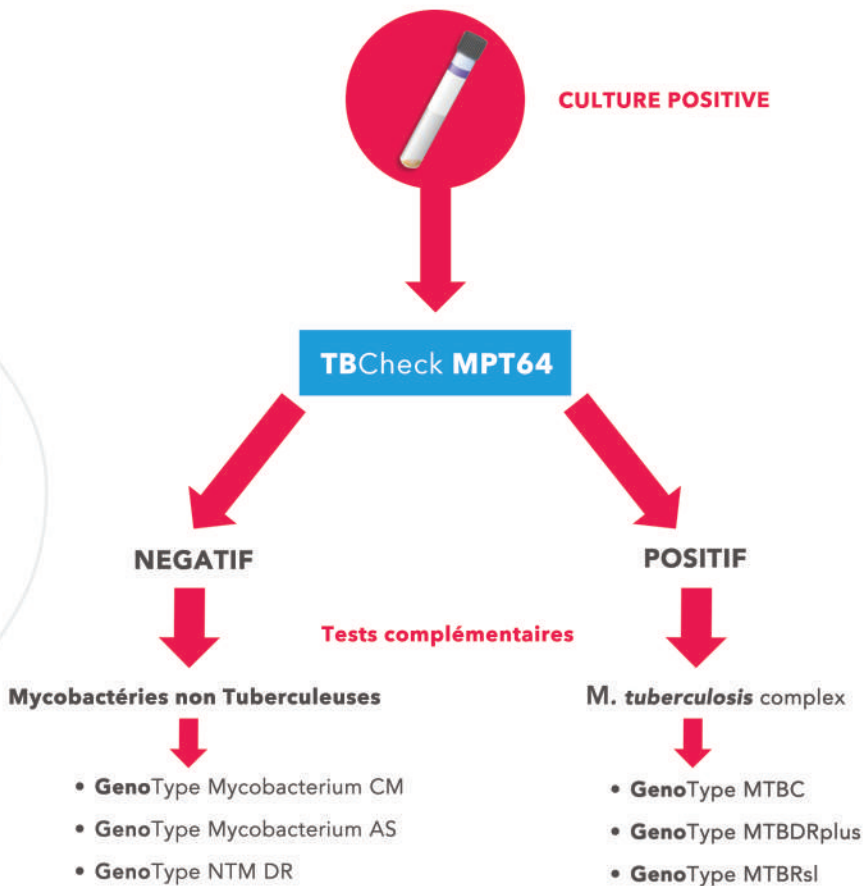 CULTURE POSITIVE
TBCheck MPT64
NEGATIF
POSITIF
Tests complémentaires
Mycobactéries non Tuberculeuses
M. tuberculosis complex
• GenoType Mycobacterium CM
• GenoType Mycobacterium AS
• GenoType NTM DR
• GenoType MTBC
• GenoType MTBDRplus
• GenoType MTBRsl